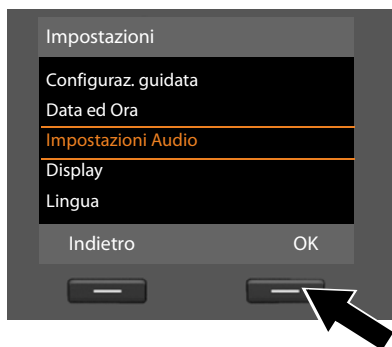 Impostazioni
Configuraz. guidata
Data ed Ora
Impostazioni Audio
Display
Lingua
Indietro OK